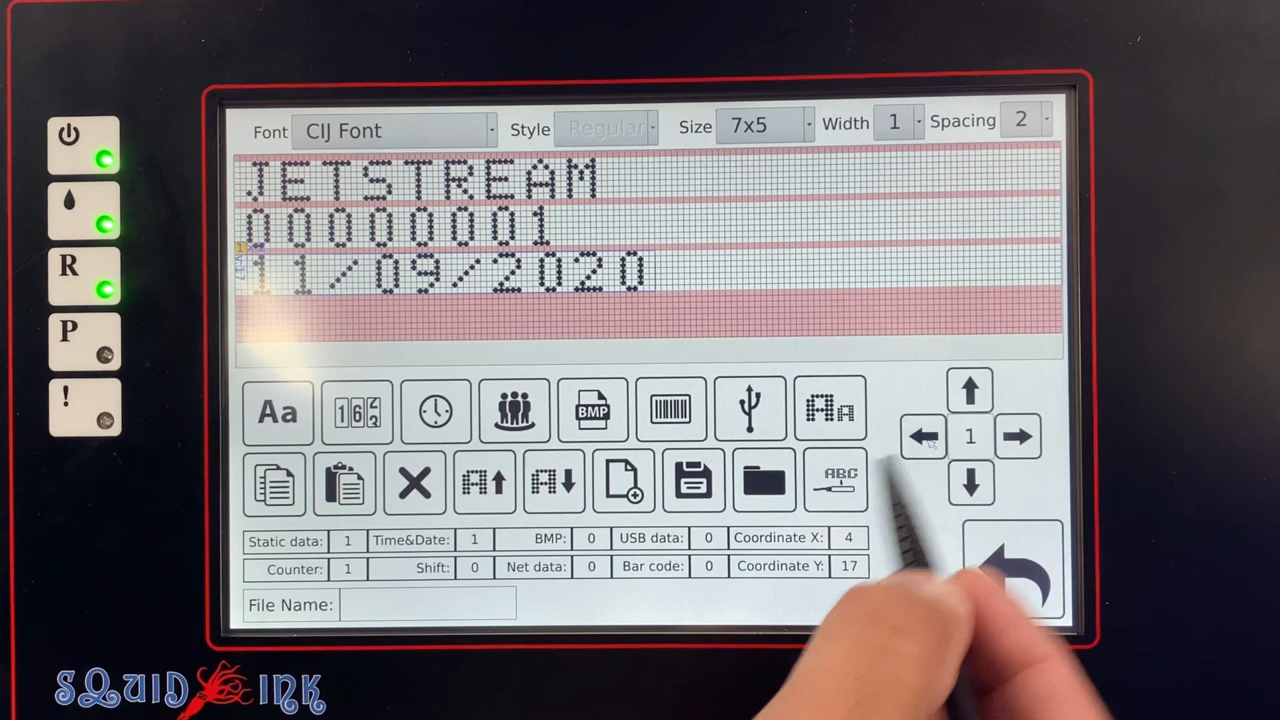 Font CIJ Font Style Regular Size 7x5 Width 1 Spacing 2
JETSTREAM
00000001
11/09/2020
R
P
!
Aa
BMP
1
ABC
Static data: 1 Time&Date: 1 BMP: 0 USB data: 0 Coordinate X: 4
Counter: 1 Shift: 0 Net data: 0 Bar code: 0 Coordinate Y: 17
File Name:
SQUID INK